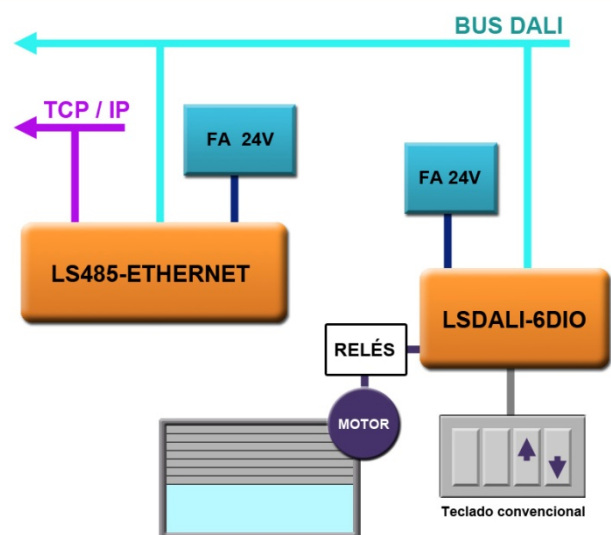 BUS DALI
TCP / IP
FA 24V
FA 24V
LS485-ETHERNET
LSDALI-6DIO
RELÉS
MOTOR
Teclado convencional